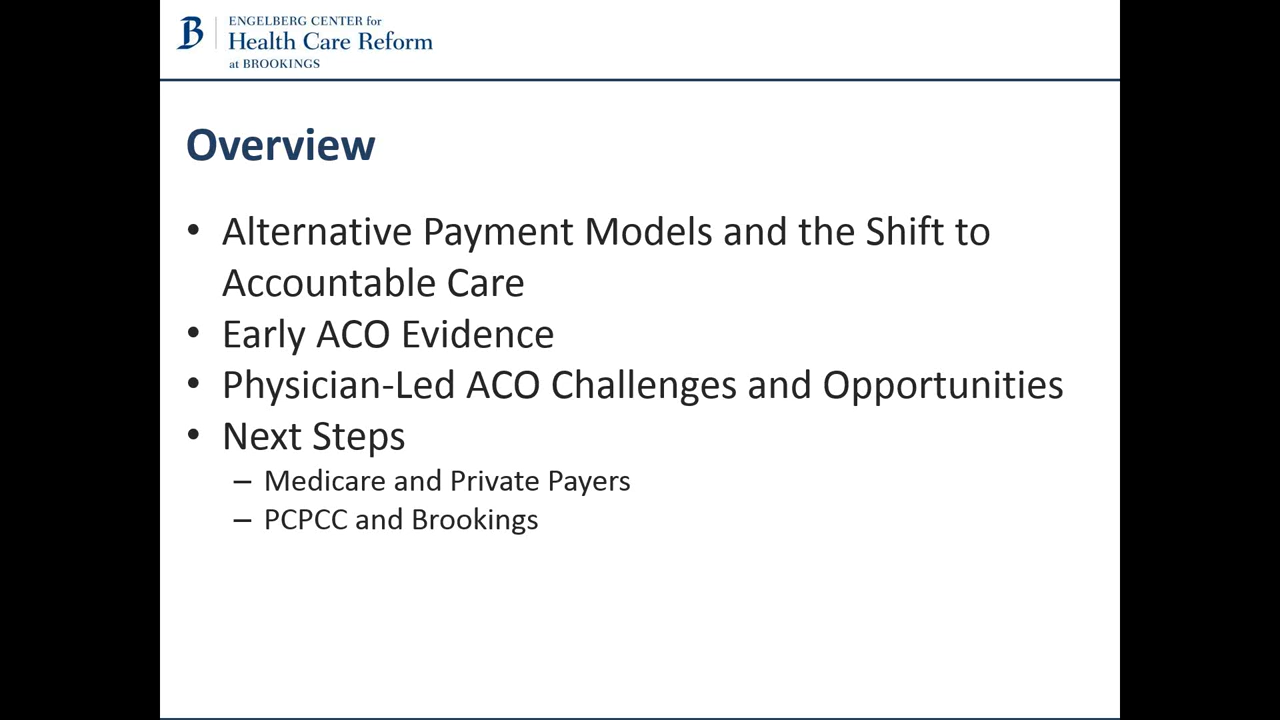 B
ENGELBERG CENTER for
Health Care Reform
at BROOKINGS
Overview
• Alternative Payment Models and the Shift to
Accountable Care
• Early ACO Evidence
• Physician-Led ACO Challenges and Opportunities
• Next Steps
– Medicare and Private Payers
– PCPCC and Brookings